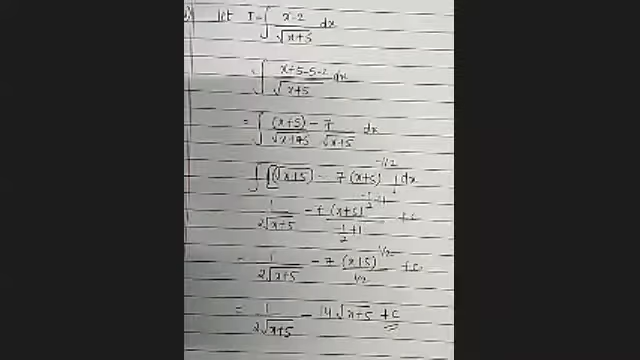 Let I = ∫ x-2 / √x+5 dx
∫ x+5-5-2 / √x+5 dx
= ∫ (x+5) / √x+5 - 7 / √x+5 dx
∫ [(√x+5) - 7 (x+5)^-1/2] dx
1 / 2√x+5 - 7 (x+5)^-1/2+1 / -1/2+1 + c
= 1 / 2√x+5 - 7 (x+5)^1/2 / 1/2 + c
= 1 / 2√x+5 - 14 √x+5 + c